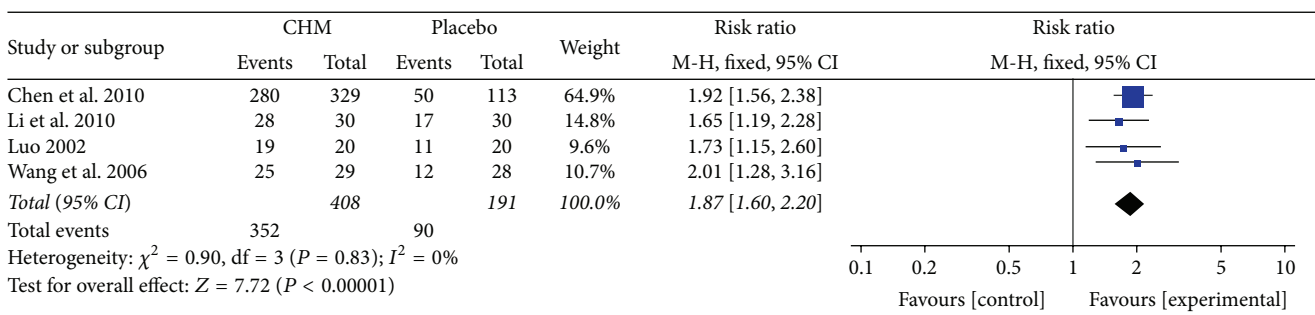 Study or subgroup CHM Placebo Weight Risk ratio Risk ratio
Events Total Events Total M-H, fixed, 95% CI M-H, fixed, 95% CI
Chen et al. 2010 280 329 50 113 64.9% 1.92 [1.56, 2.38]
Li et al. 2010 28 30 17 30 14.8% 1.65 [1.19, 2.28]
Luo 2002 19 20 11 20 9.6% 1.73 [1.15, 2.60]
Wang et al. 2006 25 29 12 28 10.7% 2.01 [1.28, 3.16]
Total (95% CI) 408 191 100.0% 1.87 [1.60, 2.20]
Total events 352 90
Heterogeneity: χ² = 0.90, df = 3 (P = 0.83); I² = 0%
Test for overall effect: Z = 7.72 (P < 0.00001)
0.1 0.2 0.5 1 2 5 10
Favours [control] Favours [experimental]